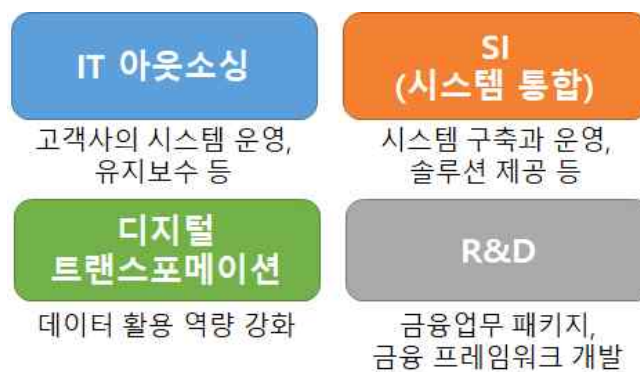 IT 아웃소싱
고객사의 시스템 운영,
유지보수 등
SI
(시스템 통합)
시스템 구축과 운영,
솔루션 제공 등
디지털
트랜스포메이션
데이터 활용 역량 강화
R&D
금융업무 패키지,
금융 프레임워크 개발